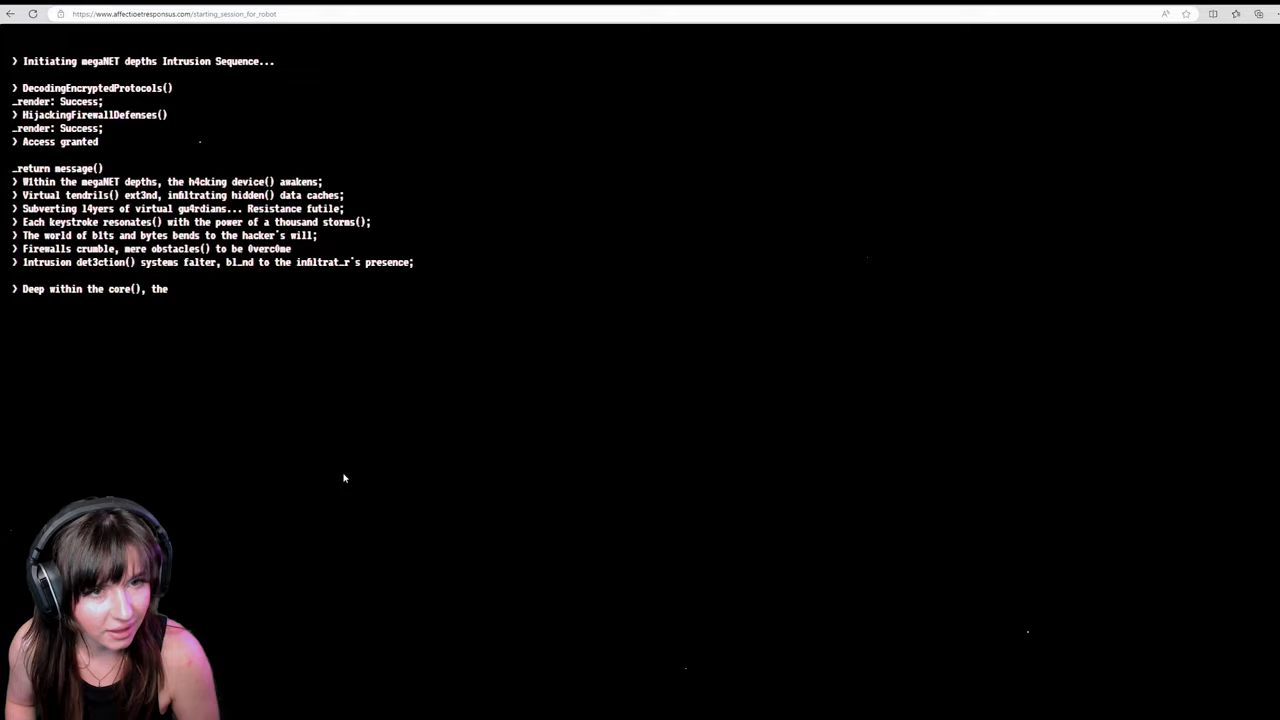 https://www.affectioetresponsus.com/starting_session_for_robot
❯ Initiating megaNET depths Intrusion Sequence...
❯ DecodingEncryptedProtocols()
_render: Success;
❯ HijackingFirewallDefenses()
_render: Success;
❯ Access granted
_return message()
❯ W1thin the megaNET depths, the h4cking device() awakens;
❯ Virtual tendrils() ext3nd, infiltrating hidden() data caches;
❯ Subverting l4yers of virtual gu4rdians... Resistance futile;
❯ Each keystroke resonates() with the power of a thousand storms();
❯ The world of b1ts and bytes bends to the hacker's will;
❯ Firewalls crumble, mere obstacles() to be 0verc0me
❯ 1ntrusion det3ction() systems falter, bl_nd to the infiltrat_r's presence;
❯ Deep within the core(), the